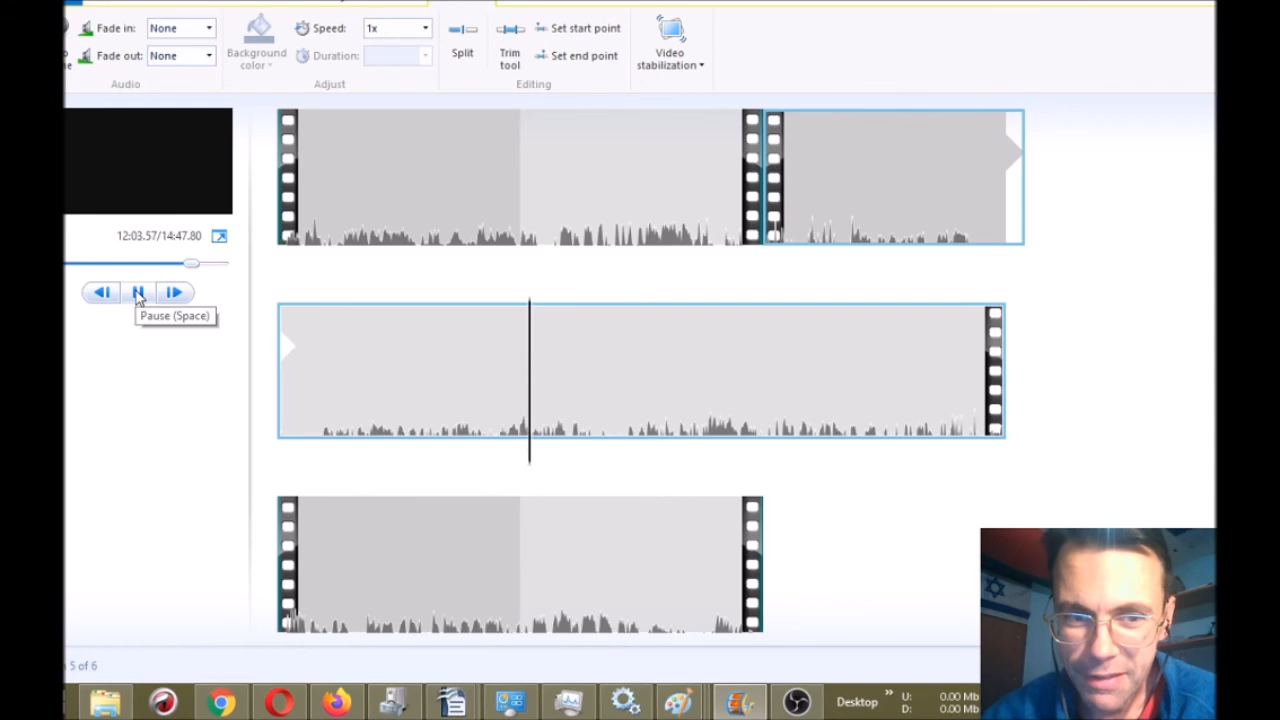 Fade in: None
Speed: 1x
Set start point
Fade out: None
Background color
Duration:
Split
Trim tool
Set end point
Video stabilization
Audio
Adjust
Editing
12:03.57/14:47.80
Pause (Space)
5 of 6
Desktop
»
U: 0.00 Mb
D: 0.00 Mb